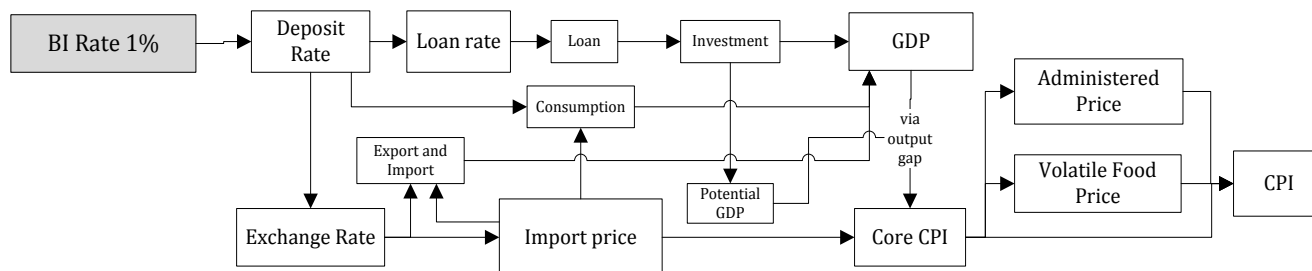 BI Rate 1%
Deposit
Rate
Loan rate
Loan
Investment
GDP
Administered
Price
Consumption
via
output
gap
Export and
Import
Volatile Food
Price
CPI
Potential
GDP
Exchange Rate
Import price
Core CPI